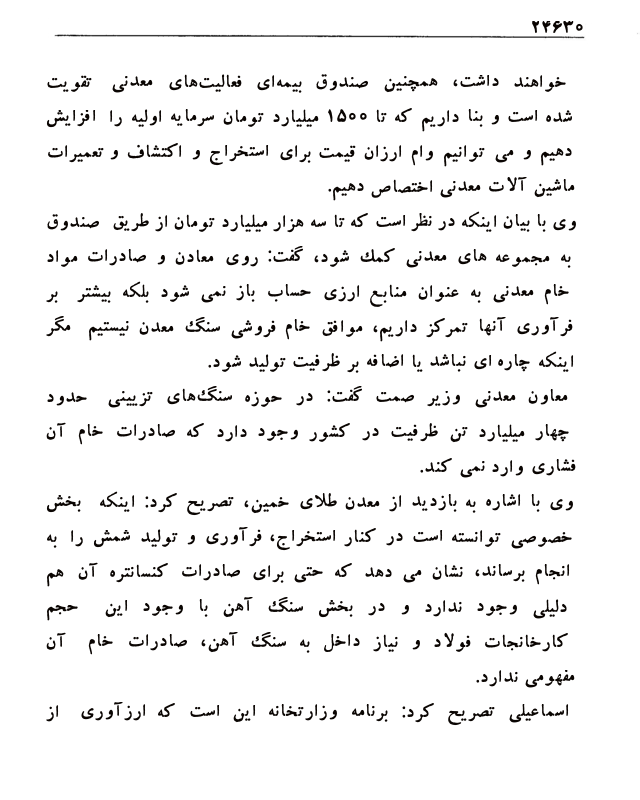 ۲۴۶۳۰
خواهند داشت، همچنین صندوق بیمه‌ای فعالیت‌های معدنی تقویت
شده است و بنا داریم که تا ۱۵۰۰ میلیارد تومان سرمایه اولیه را افزایش
دهیم و می توانیم وام ارزان قیمت برای استخراج و اکتشاف و تعمیرات
ماشین آلات معدنی اختصاص دهیم.
وی با بیان اینکه در نظر است که تا سه هزار میلیارد تومان از طریق صندوق
به مجموعه های معدنی کمک شود، گفت: روی معادن و صادرات مواد
خام معدنی به عنوان منابع ارزی حساب باز نمی شود بلکه بیشتر بر
فرآوری آنها تمرکز داریم، موافق خام فروشی سنگ معدن نیستیم مگر
اینکه چاره ای نباشد یا اضافه بر ظرفیت تولید شود.
معاون معدنی وزیر صمت گفت: در حوزه سنگ‌های تزیینی حدود
چهار میلیارد تن ظرفیت در کشور وجود دارد که صادرات خام آن
فشاری وارد نمی کند.
وی با اشاره به بازدید از معدن طلای خمین، تصریح کرد: اینکه بخش
خصوصی توانسته است در کنار استخراج، فرآوری و تولید شمش را به
انجام برساند، نشان می دهد که حتی برای صادرات کنسانتره آن هم
دلیلی وجود ندارد و در بخش سنگ آهن با وجود این حجم
کارخانجات فولاد و نیاز داخل به سنگ آهن، صادرات خام آن
مفهومی ندارد.
اسماعیلی تصریح کرد: برنامه وزارتخانه این است که ارزآوری از